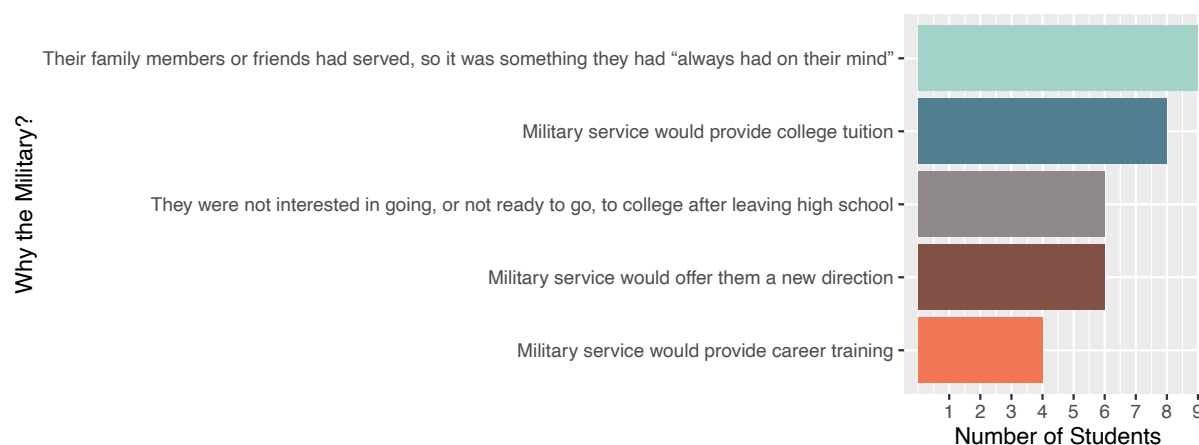 Why the Military?
Their family members or friends had served, so it was something they had “always had on their mind”
Military service would provide college tuition
They were not interested in going, or not ready to go, to college after leaving high school
Military service would offer them a new direction
Military service would provide career training
1 2 3 4 5 6 7 8 9
Number of Students